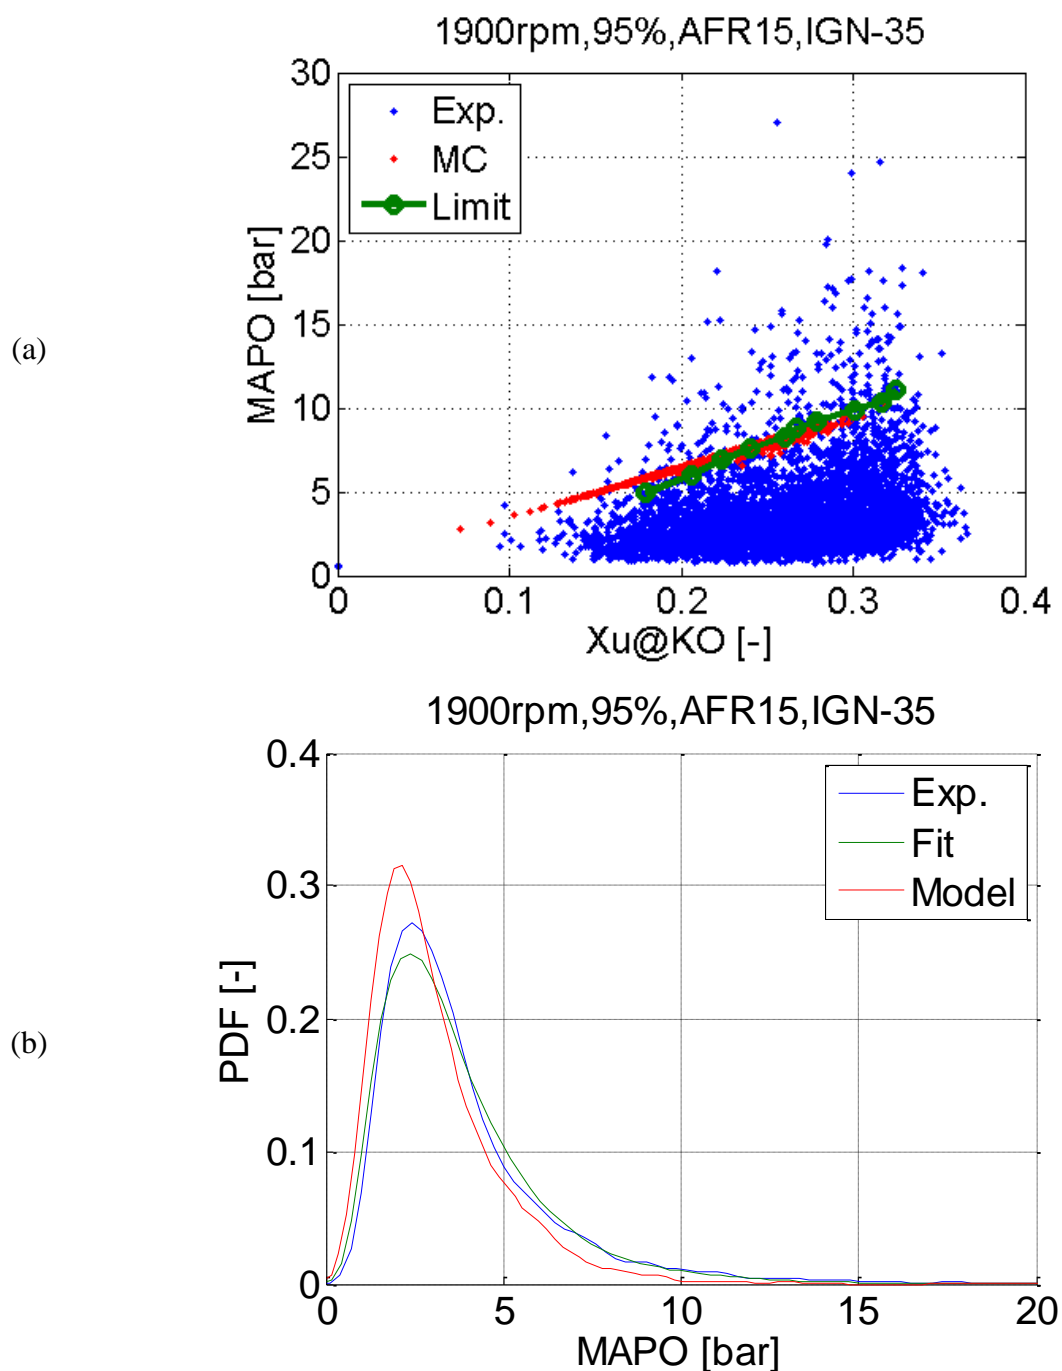 1900rpm,95%,AFR15,IGN-35
30
25
20
15
10
5
0
MAPO [bar]
Exp.
MC
Limit
(a)
0 0.1 0.2 0.3 0.4
Xu@KO [-]
1900rpm,95%,AFR15,IGN-35
0.4
0.3
0.2
0.1
0
PDF [-]
Exp.
Fit
Model
(b)
0 5 10 15 20
MAPO [bar]